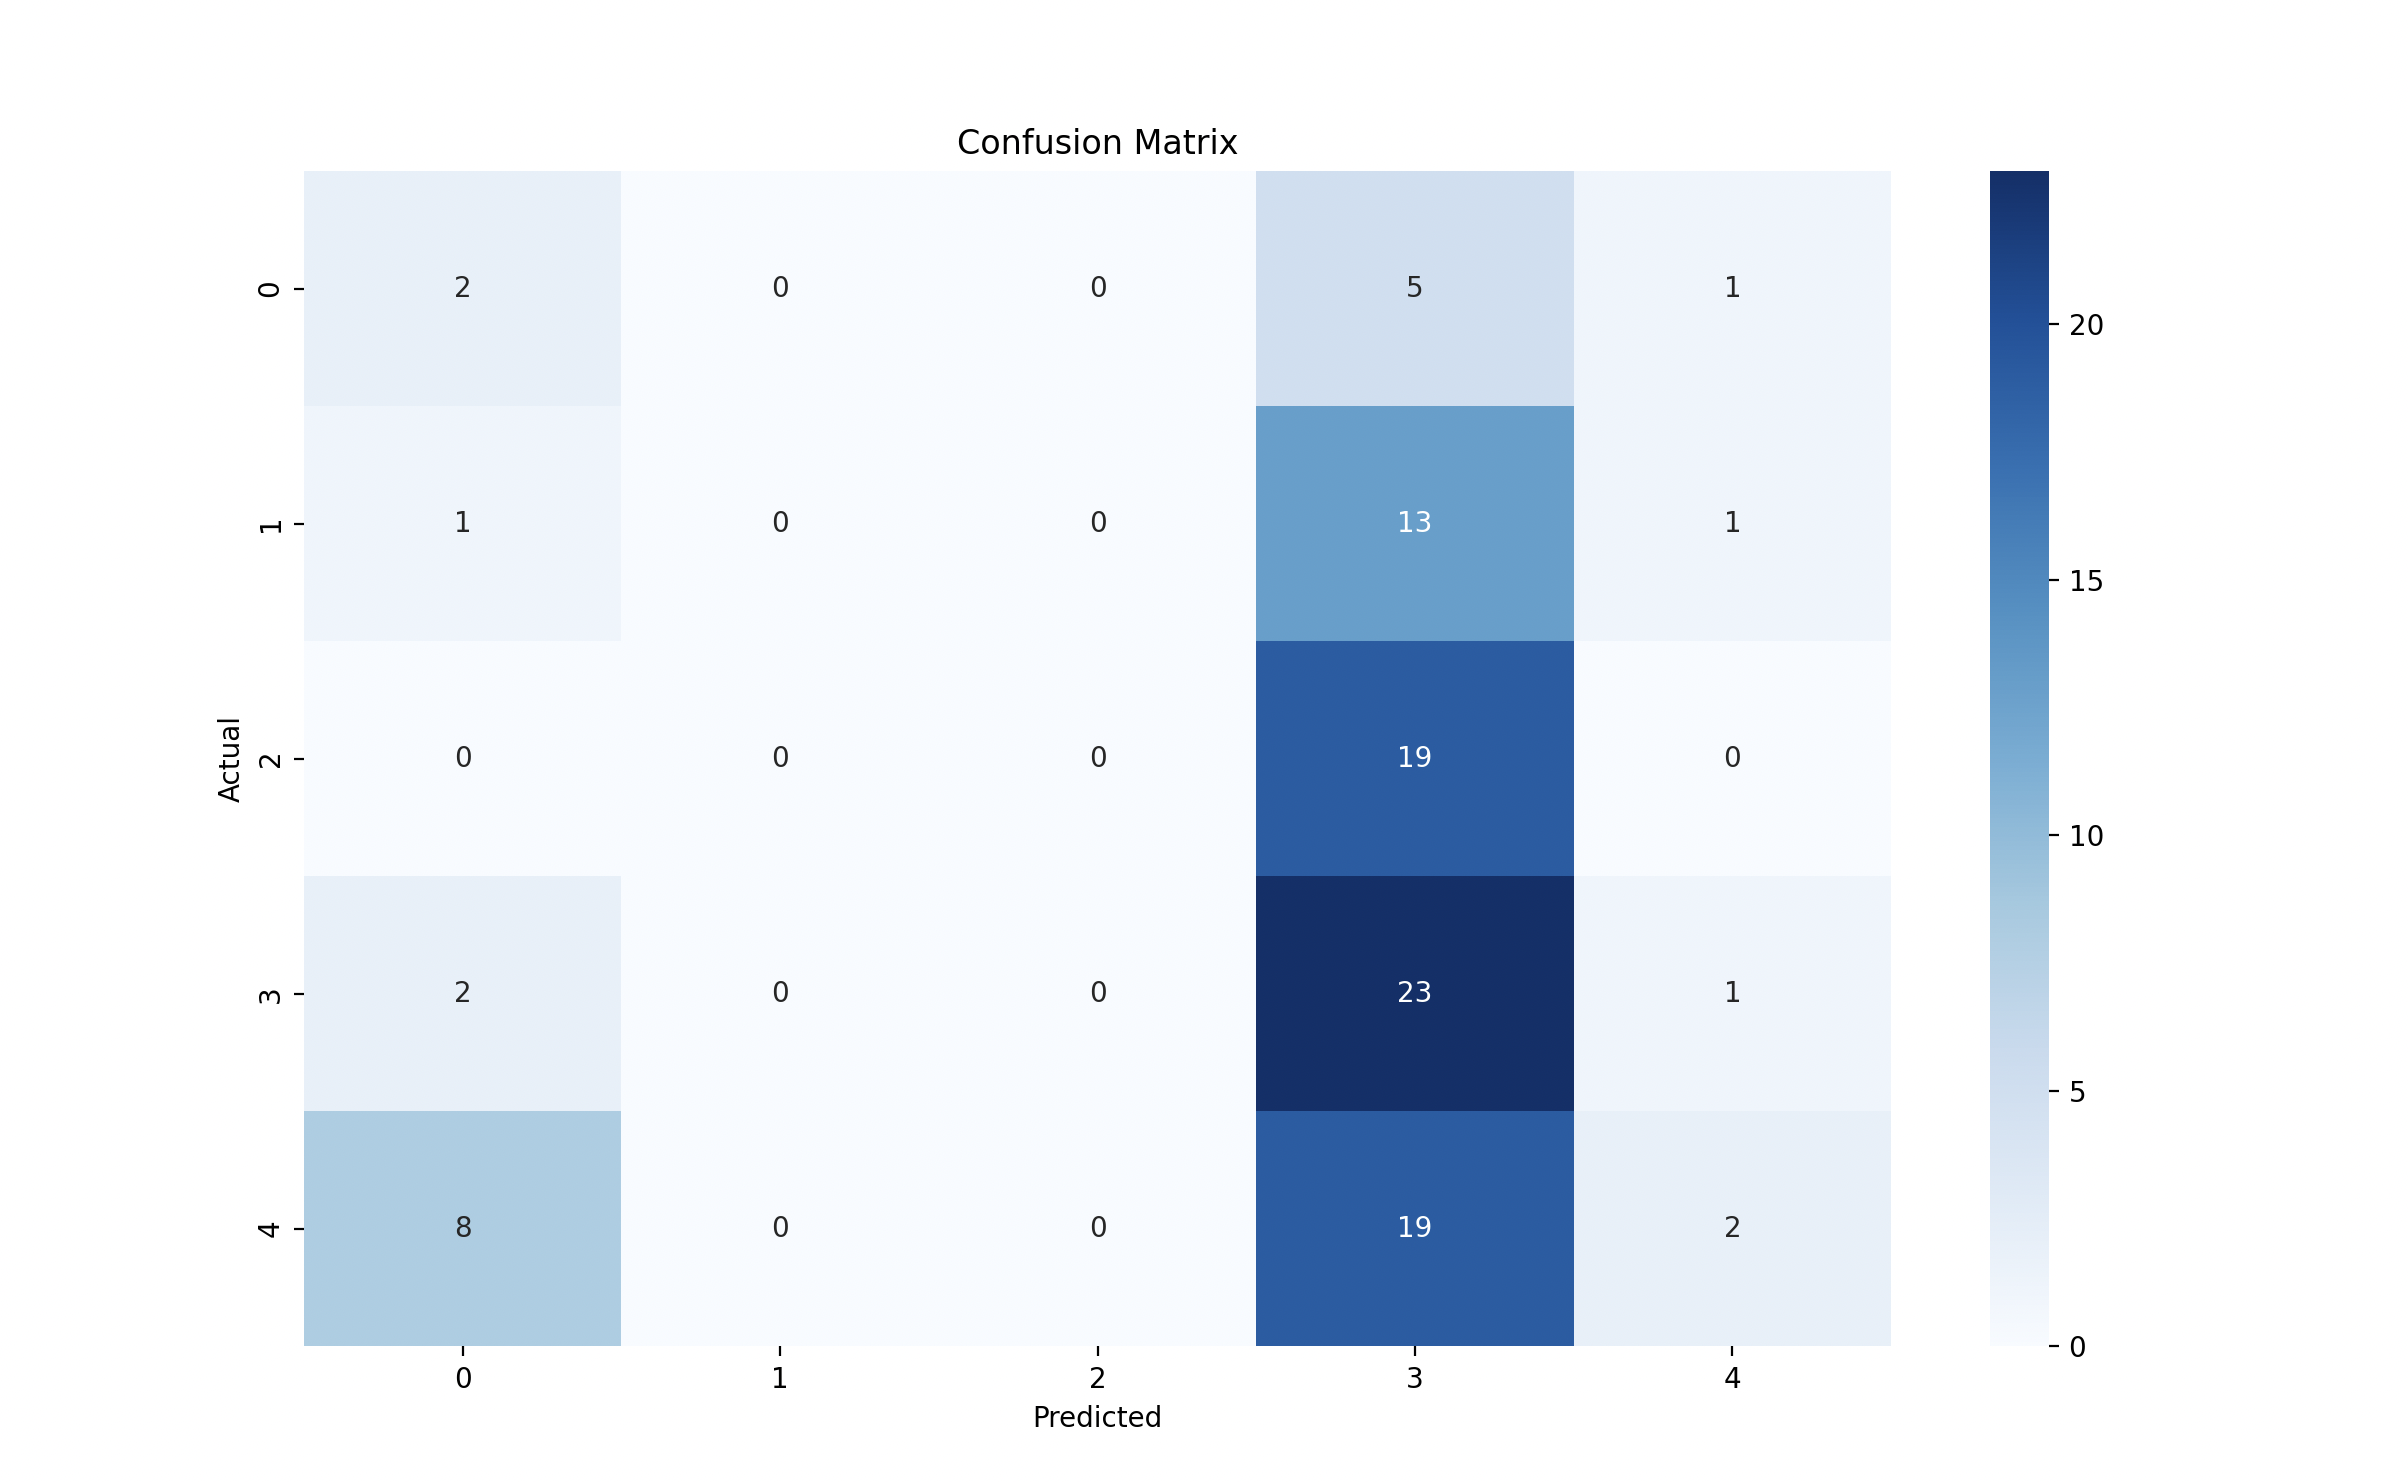 Confusion Matrix
Actual
0 2 0 0 5 1
1 1 0 0 13 1
2 0 0 0 19 0
3 2 0 0 23 1
4 8 0 0 19 2
0 1 2 3 4
Predicted
20
15
10
5
0